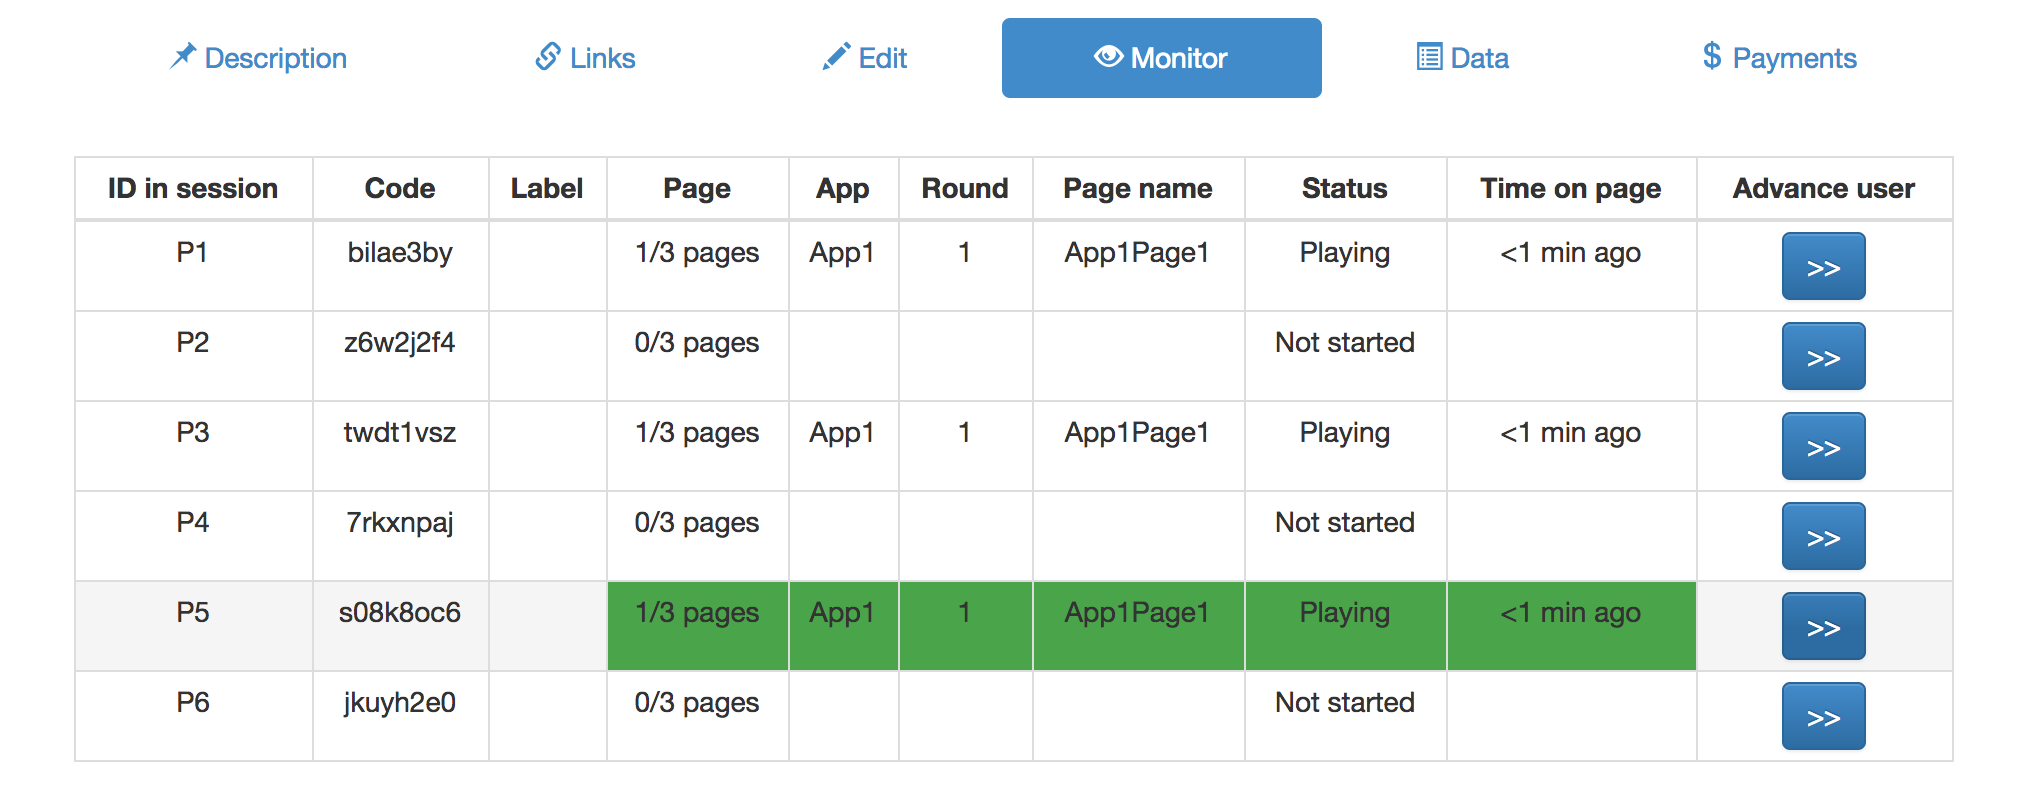 Description Links Edit Monitor Data $ Payments
ID in session Code Label Page App Round Page name Status Time on page Advance user
P1 bilae3by 1/3 pages App1 1 App1Page1 Playing <1 min ago >>
P2 z6w2j2f4 0/3 pages Not started >>
P3 twdt1vsz 1/3 pages App1 1 App1Page1 Playing <1 min ago >>
P4 7rkxnpaj 0/3 pages Not started >>
P5 s08k8oc6 1/3 pages App1 1 App1Page1 Playing <1 min ago >>
P6 jkuyh2e0 0/3 pages Not started >>